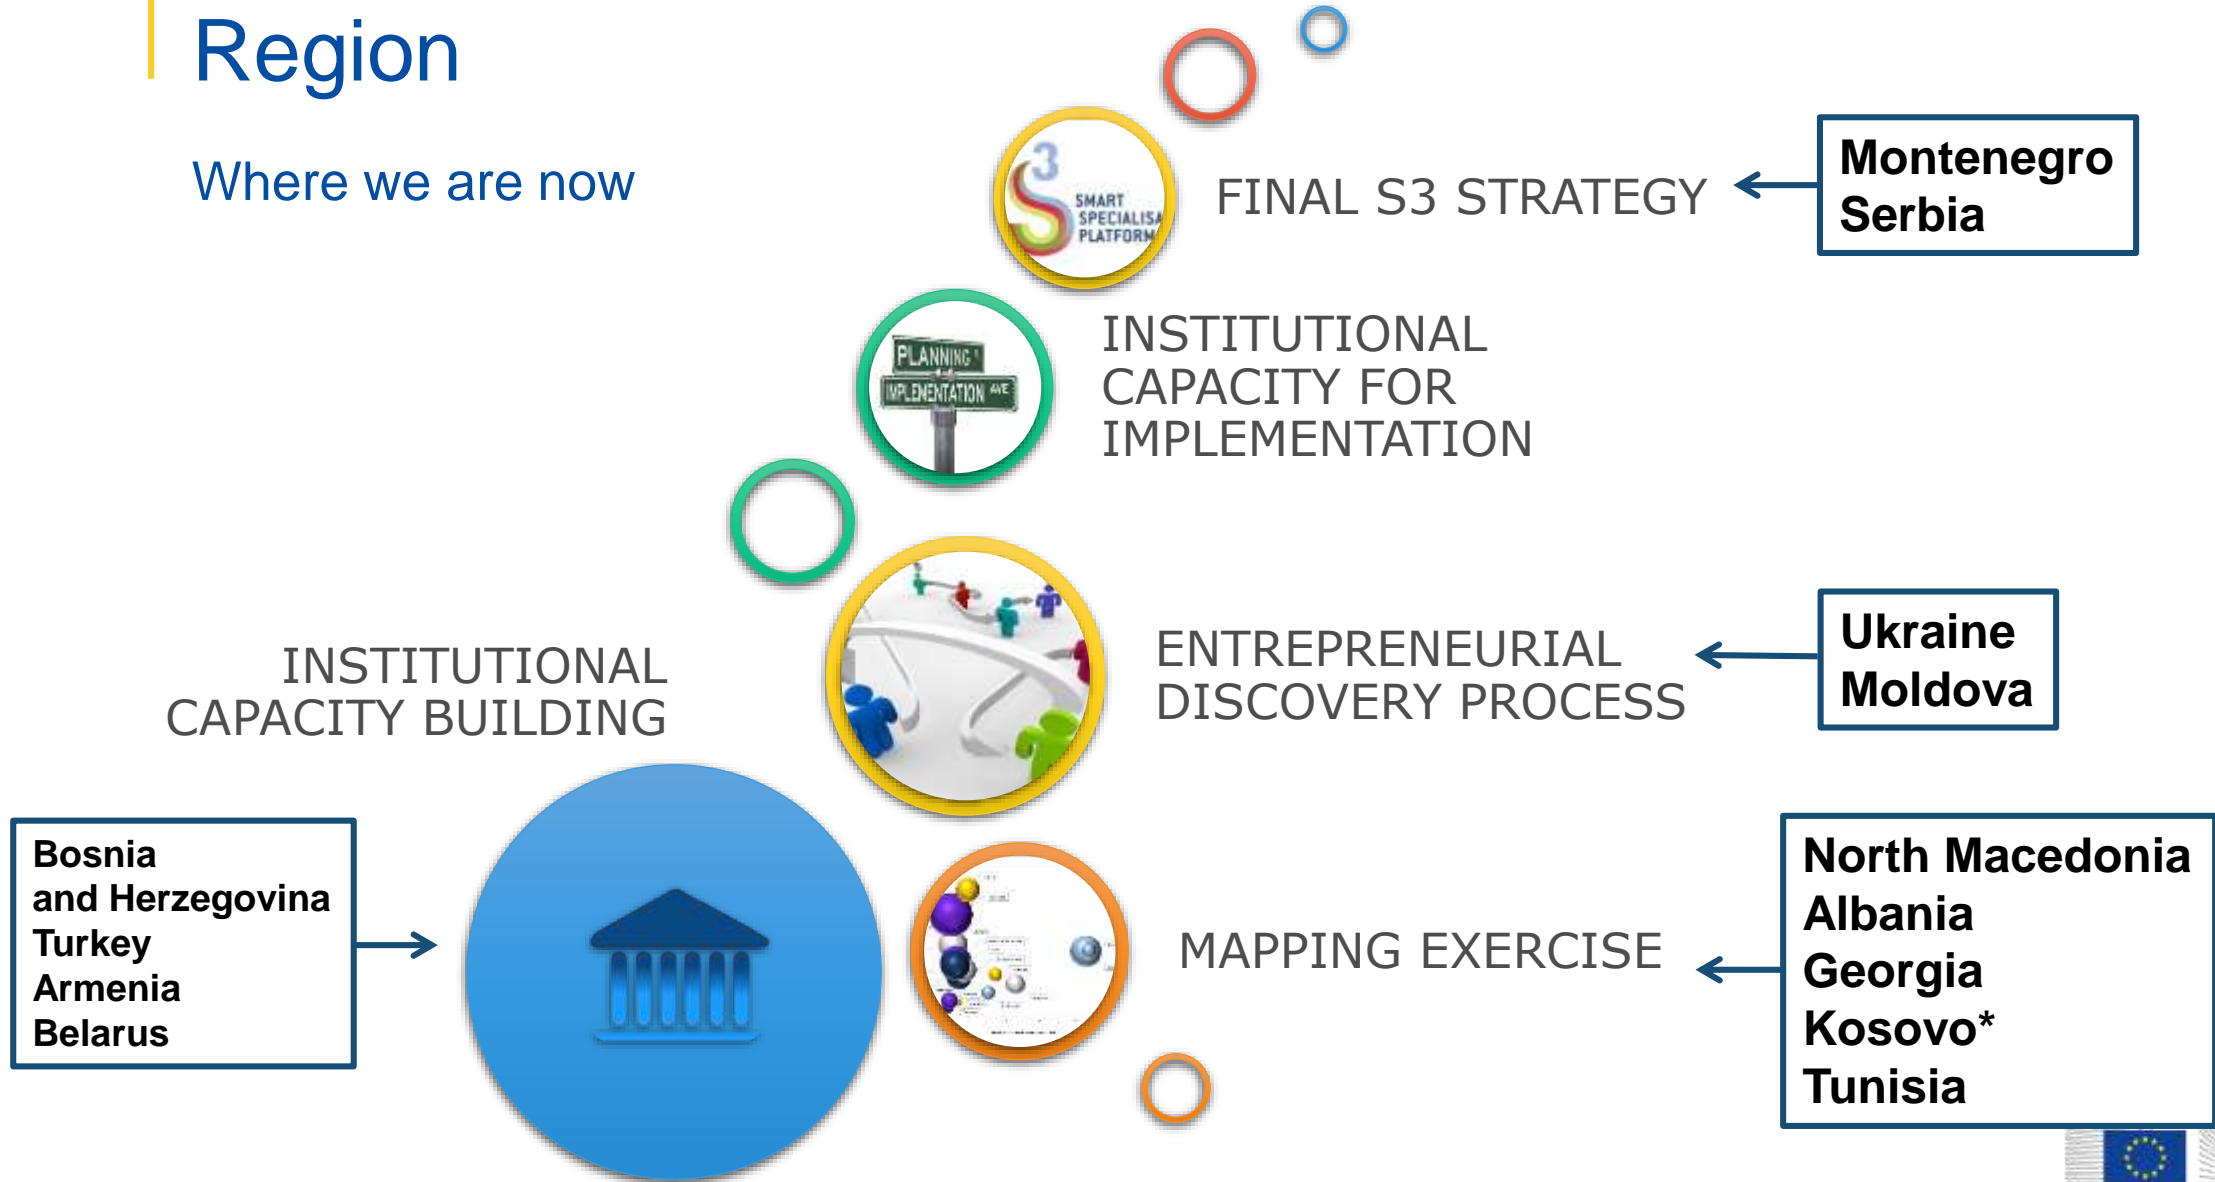 Region
Where we are now
3
SMART
SPECIALISA
PLATFORM
FINAL S3 STRATEGY
Montenegro
Serbia
PLANNING
IMPLEMENTATION AVE
INSTITUTIONAL
CAPACITY FOR
IMPLEMENTATION
INSTITUTIONAL
CAPACITY BUILDING
ENTREPRENEURIAL
DISCOVERY PROCESS
Ukraine
Moldova
Bosnia
and Herzegovina
Turkey
Armenia
Belarus
MAPPING EXERCISE
North Macedonia
Albania
Georgia
Kosovo*
Tunisia